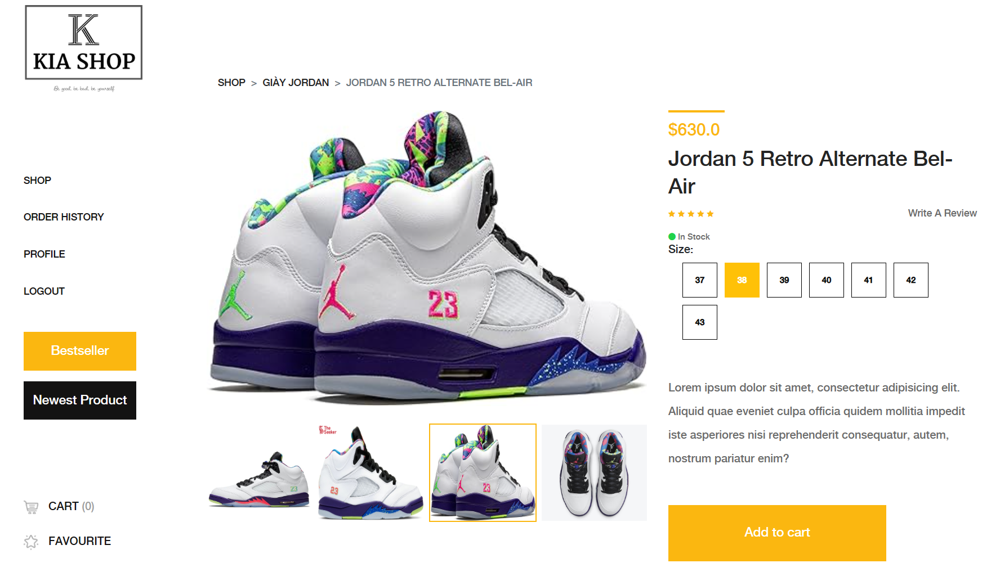 K
KIA SHOP
Be good, be bad, be yourself
SHOP > GIÀY JORDAN > JORDAN 5 RETRO ALTERNATE BEL-AIR
SHOP
ORDER HISTORY
PROFILE
LOGOUT
Bestseller
Newest Product
CART (0)
FAVOURITE
23
The
Seeker
23
23
23
$630.0
Jordan 5 Retro Alternate Bel-
Air
Write A Review
In Stock
Size:
37 38 39 40 41 42
43
Lorem ipsum dolor sit amet, consectetur adipisicing elit.
Aliquid quae eveniet culpa officia quidem mollitia impedit
iste asperiores nisi reprehenderit consequatur, autem,
nostrum pariatur enim?
Add to cart